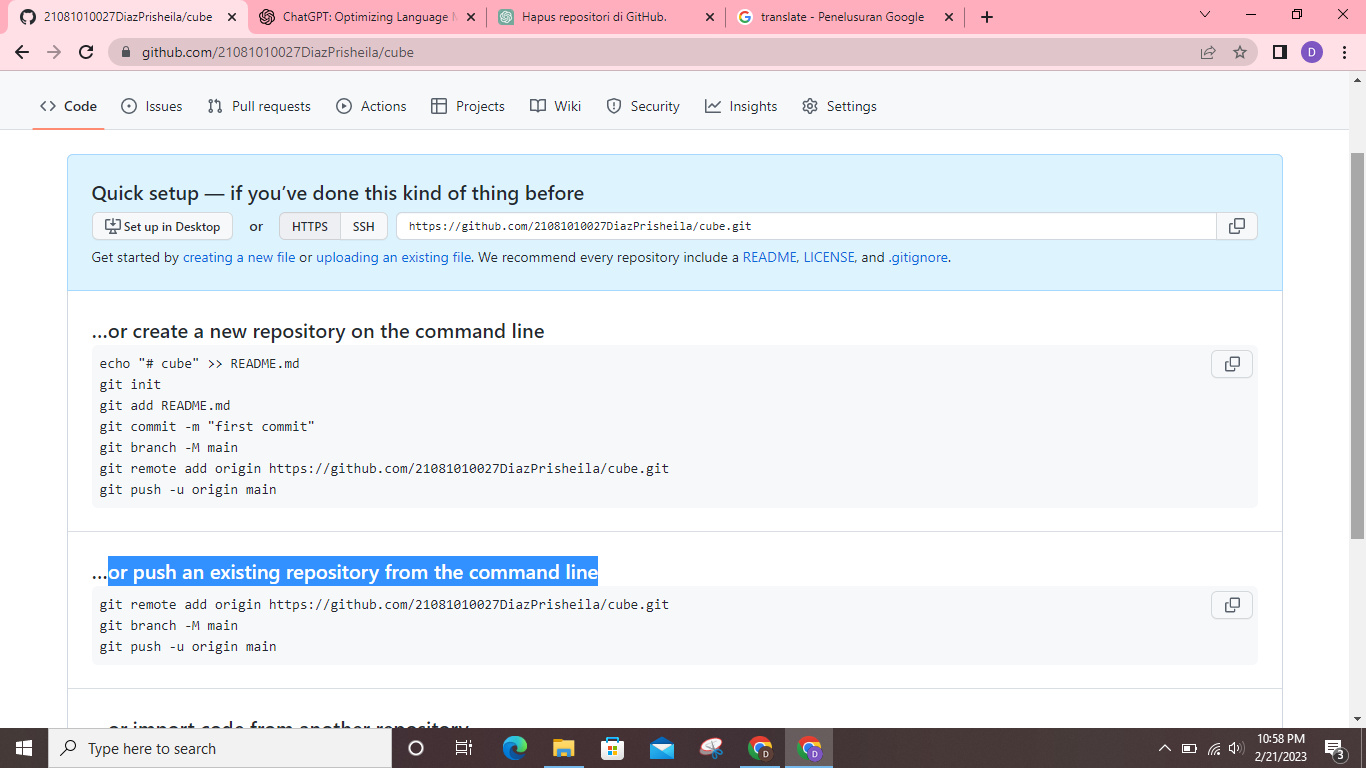 21081010027DiazPrisheila/cube
ChatGPT: Optimizing Language
Hapus repositori di GitHub.
translate - Penelusuran Google
github.com/21081010027DiazPrisheila/cube
D
Code
Issues
Pull requests
Actions
Projects
Wiki
Security
Insights
Settings
Quick setup — if you’ve done this kind of thing before
Set up in Desktop
or
HTTPS
SSH
https://github.com/21081010027DiazPrisheila/cube.git
Get started by creating a new file or uploading an existing file. We recommend every repository include a README, LICENSE, and .gitignore.
…or create a new repository on the command line
echo "# cube" >> README.md
git init
git add README.md
git commit -m "first commit"
git branch -M main
git remote add origin https://github.com/21081010027DiazPrisheila/cube.git
git push -u origin main
…or push an existing repository from the command line
git remote add origin https://github.com/21081010027DiazPrisheila/cube.git
git branch -M main
git push -u origin main
…or import code from another repository
Type here to search
D
D
10:58 PM
2/21/2023
3